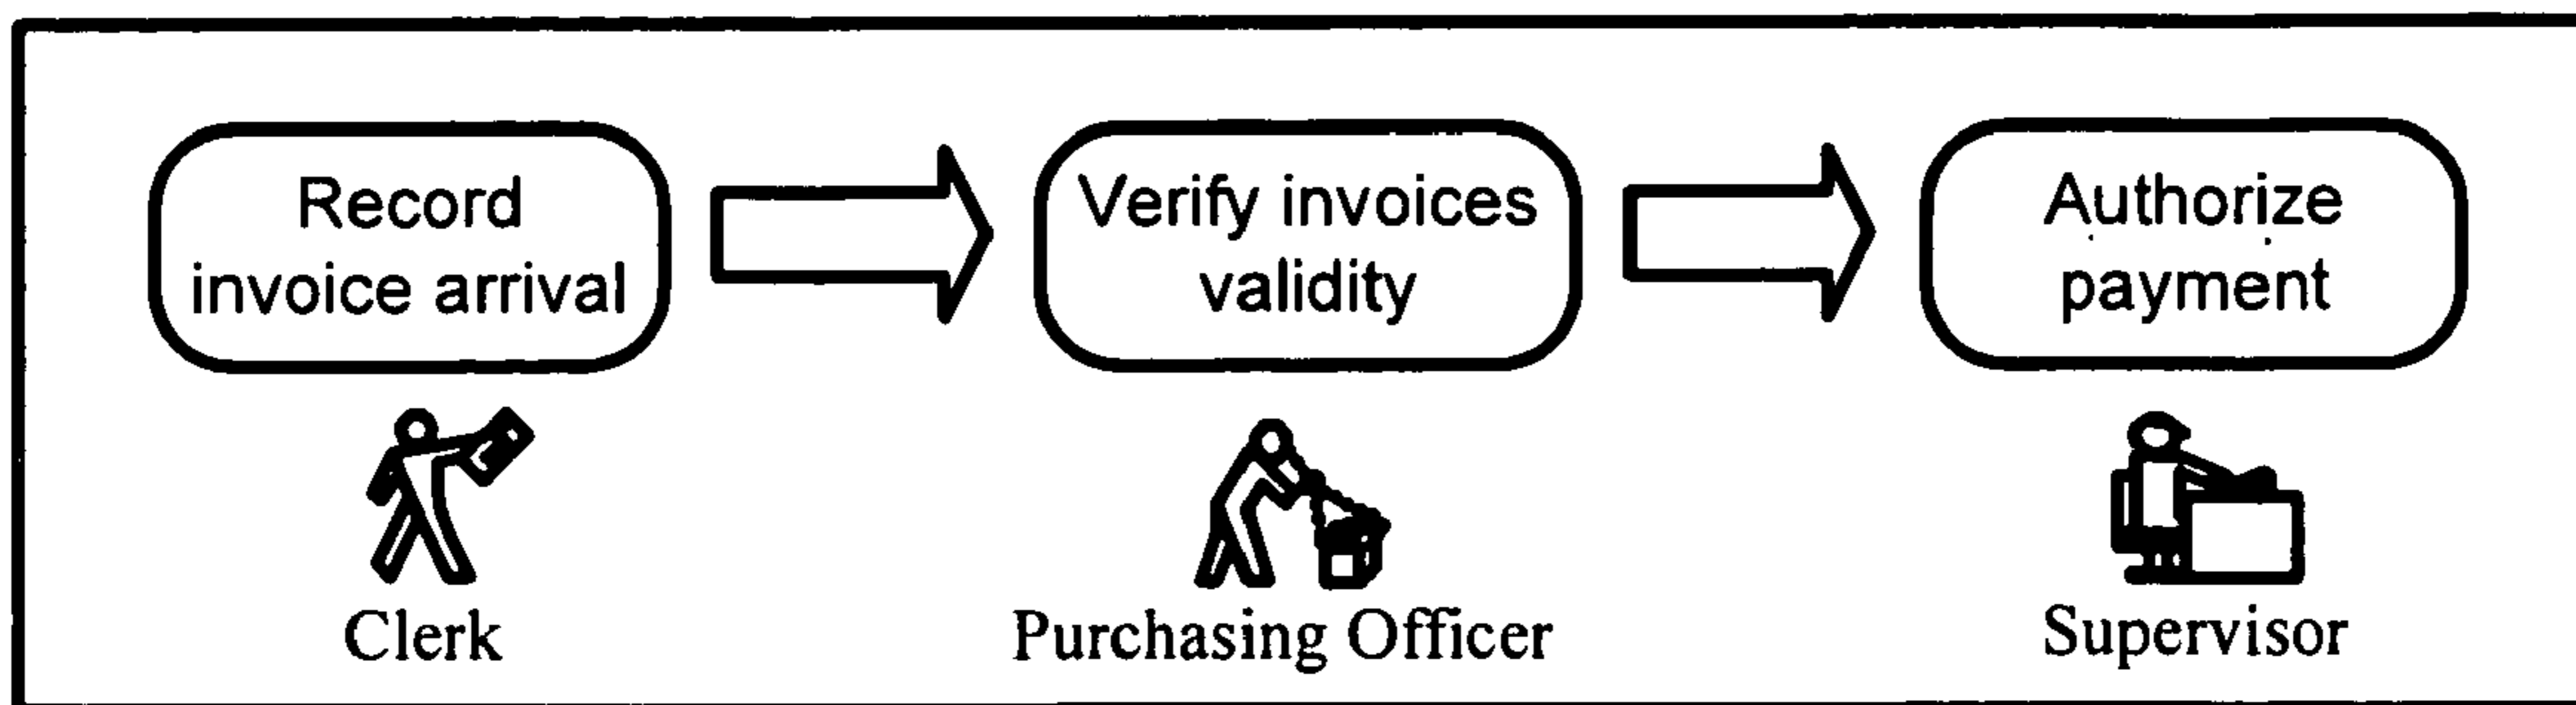 Record
invoice arrival
Verify invoices
validity
Authorize
payment
Clerk
Purchasing Officer
Supervisor